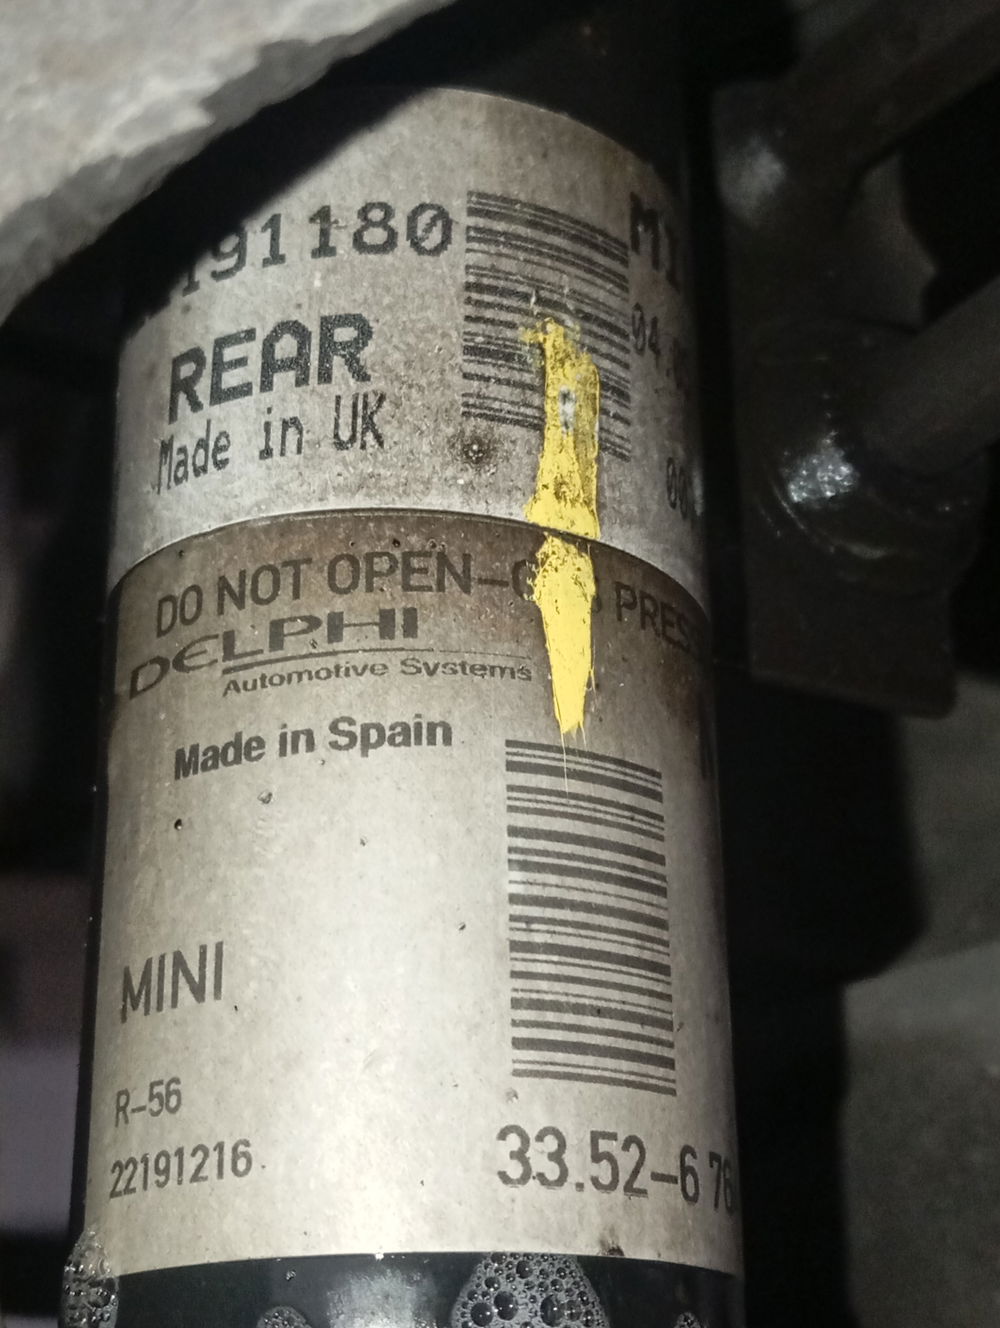 191180
REAR
Made in UK
DO NOT OPEN-
DELPHI
Automotive Systems
Made in Spain
MINI
R-56
22191216
33.52-6 76